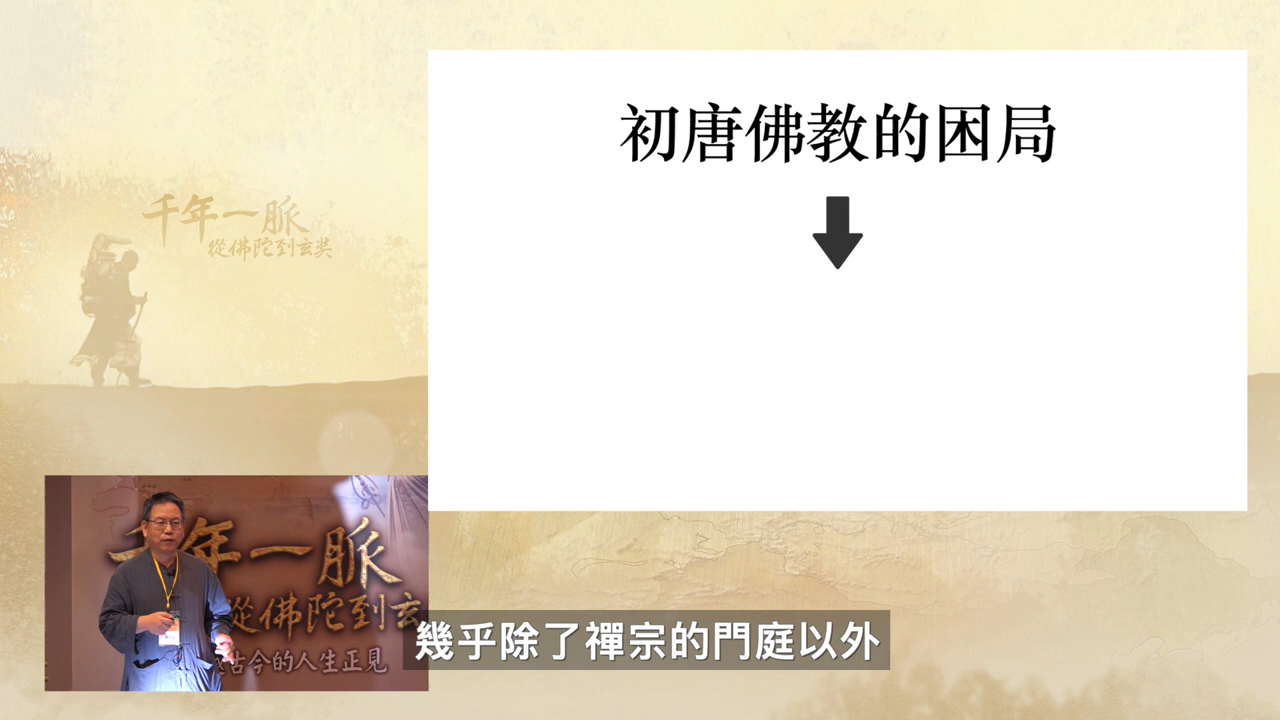 初唐佛教的困局
千年一脈
從佛陀到玄奘
千年一脈
從佛陀到玄
古今的人生正見
幾乎除了禪宗的門庭以外